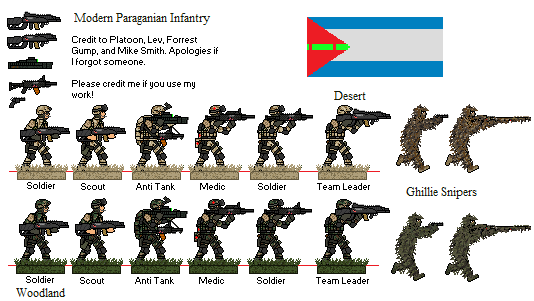 Modern Paraganian Infantry
Credit to Platoon, Lev, Forrest
Gump, and Mike Smith. Apologies if
I forgot someone.
Please credit me if you use my
work!
Desert
Soldier
Scout
Anti Tank
Medic
Soldier
Team Leader
Ghillie Snipers
Soldier
Scout
Anti Tank
Medic
Soldier
Team Leader
Woodland